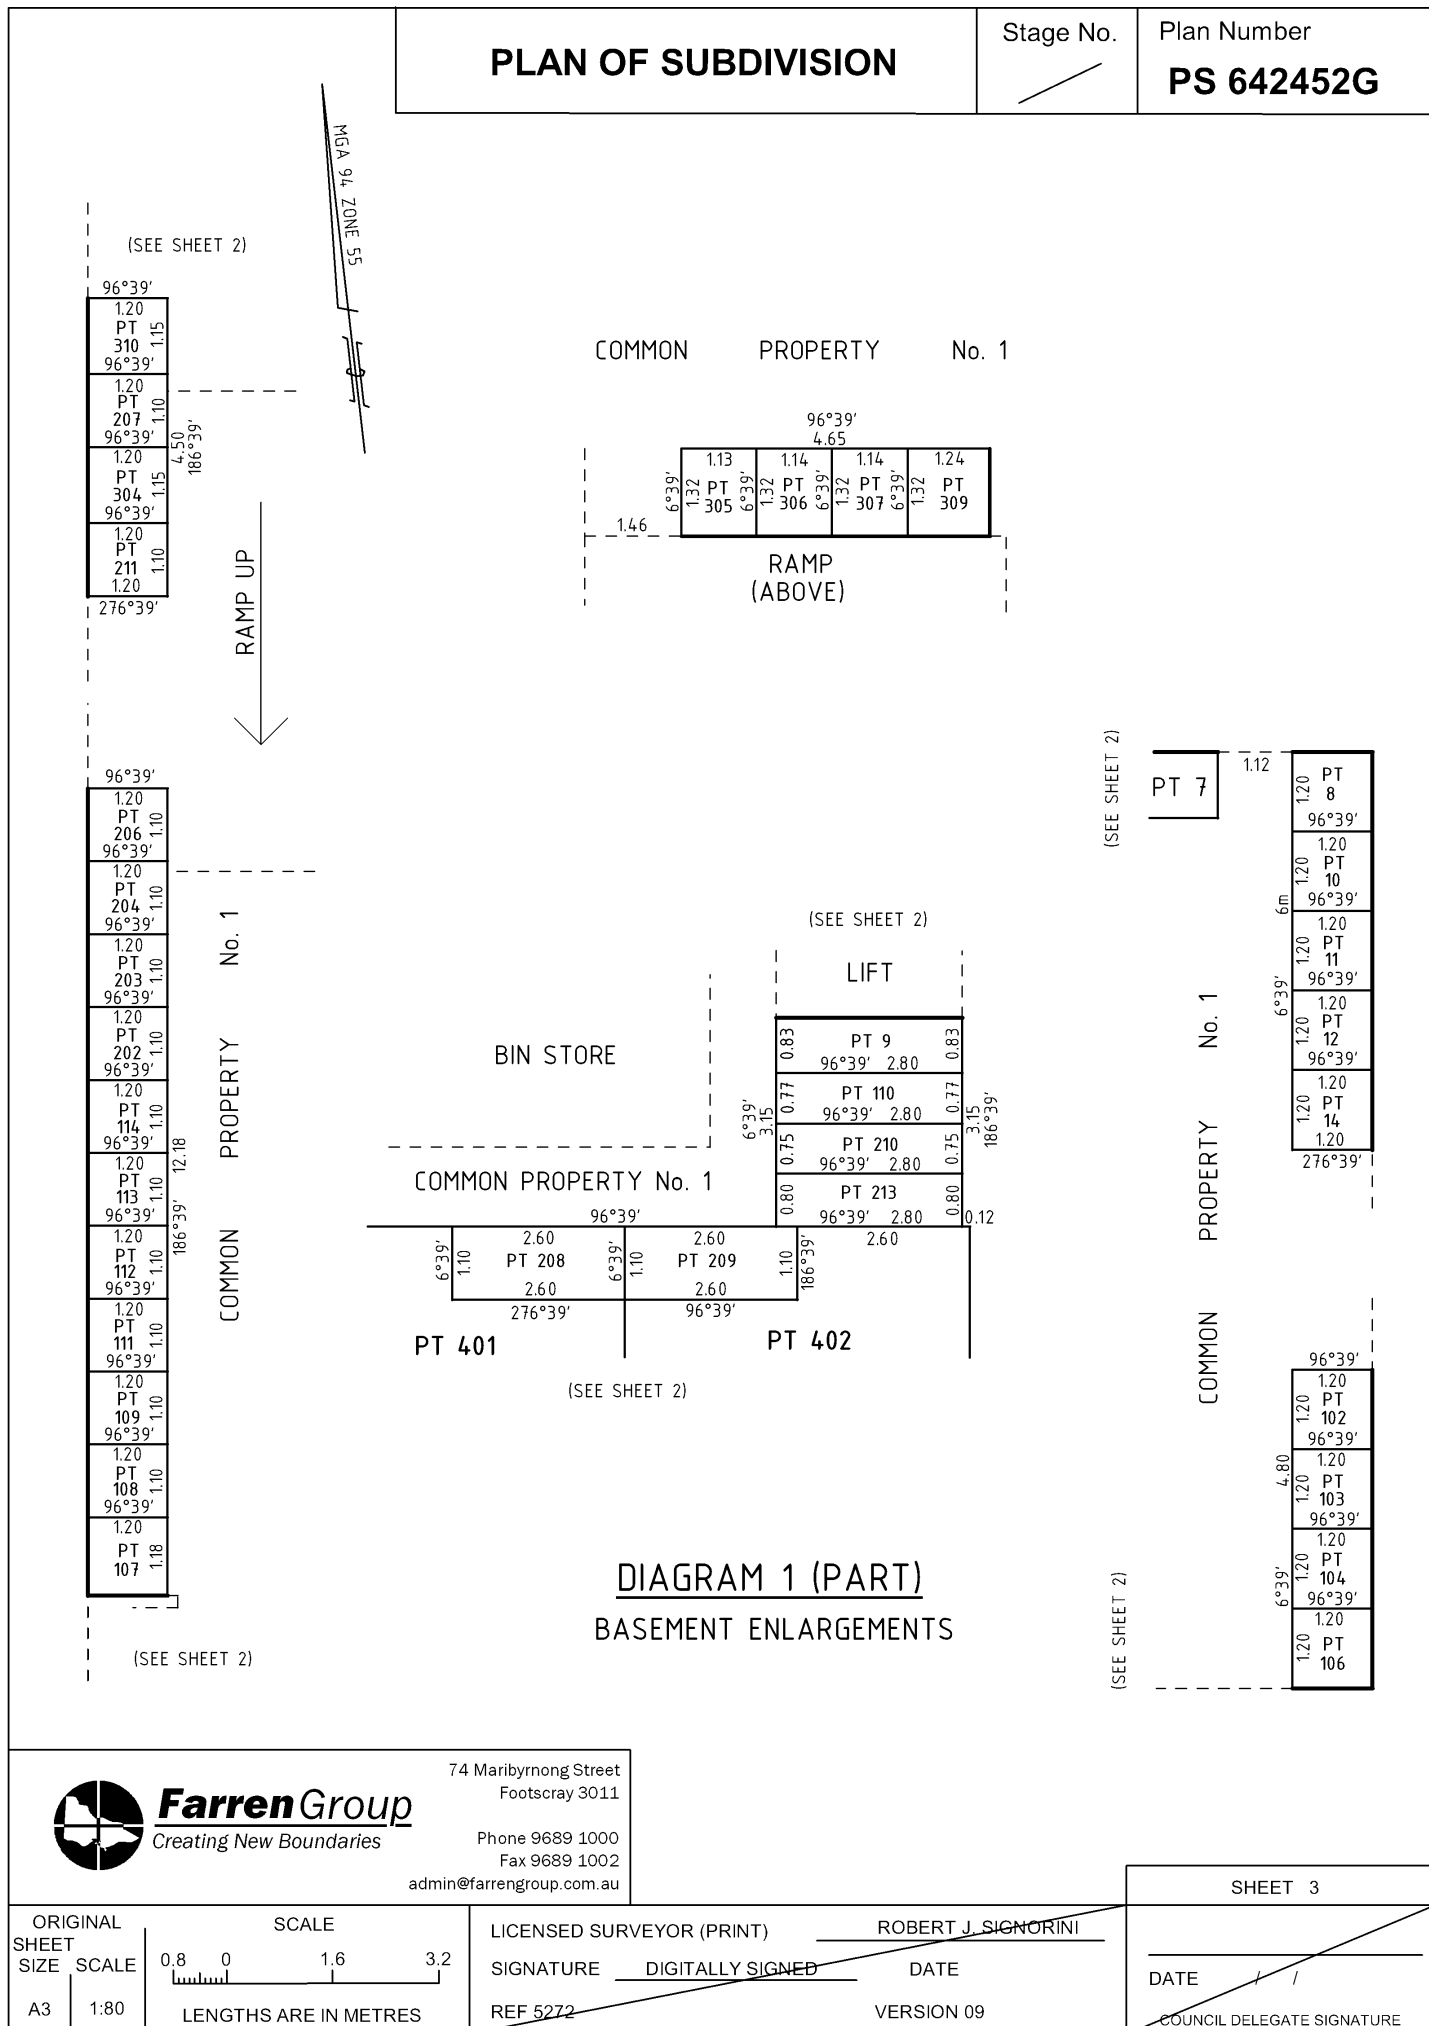 PLAN OF SUBDIVISION
Stage No.
Plan Number
PS 642452G
MGA 94 ZONE 55
(SEE SHEET 2)
96°39'
1.20
PT
310
1.15
96°39'
1.20
PT
207
1.10
96°39'
1.20
PT
304
1.15
96°39'
1.20
PT
211
1.10
1.20
276°39'
4.50
186°39'
RAMP UP
COMMON PROPERTY No. 1
96°39'
4.65
6°39'
1.32
1.13
PT
305
6°39'
1.32
1.14
PT
306
6°39'
1.32
1.14
PT
307
6°39'
1.32
1.24
PT
309
1.46
RAMP
(ABOVE)
96°39'
1.20
PT
206
1.10
96°39'
1.20
PT
204
1.10
96°39'
1.20
PT
203
1.10
96°39'
1.20
PT
202
1.10
96°39'
1.20
PT
114
1.10
96°39'
1.20
PT
113
1.10
96°39'
1.20
PT
112
1.10
96°39'
1.20
PT
111
1.10
96°39'
1.20
PT
109
1.10
96°39'
1.20
PT
108
1.10
96°39'
1.20
PT
107
1.18
12.18
186°39'
COMMON PROPERTY No. 1
(SEE SHEET 2)
(SEE SHEET 2)
LIFT
BIN STORE
0.83
PT 9
0.83
96°39' 2.80
0.77
PT 110
0.77
96°39' 2.80
0.75
PT 210
0.75
96°39' 2.80
0.80
PT 213
0.80
96°39' 2.80
0.12
6°39'
3.15
3.15
186°39'
COMMON PROPERTY No. 1
96°39'
6°39'
1.10
2.60
PT 208
2.60
276°39'
6°39'
1.10
2.60
PT 209
2.60
96°39'
1.10
186°39'
2.60
PT 401
PT 402
(SEE SHEET 2)
(SEE SHEET 2)
PT 7
1.12
1.20
PT
8
96°39'
1.20
1.20
PT
10
96°39'
1.20
1.20
PT
11
96°39'
1.20
1.20
PT
12
96°39'
1.20
1.20
PT
14
1.20
276°39'
6m
6°39'
COMMON PROPERTY No. 1
96°39'
1.20
1.20
PT
102
96°39'
1.20
1.20
PT
103
96°39'
1.20
1.20
PT
104
96°39'
1.20
1.20
PT
106
4.80
6°39'
(SEE SHEET 2)
DIAGRAM 1 (PART)
BASEMENT ENLARGEMENTS
FarrenGroup
Creating New Boundaries
74 Maribyrnong Street
Footscray 3011
Phone 9689 1000
Fax 9689 1002
admin@farrengroup.com.au
SHEET 3
ORIGINAL
SHEET
SIZE
SCALE
A3
1:80
SCALE
0.8 0 1.6 3.2
LENGTHS ARE IN METRES
LICENSED SURVEYOR (PRINT) ROBERT J. SIGNORINI
SIGNATURE DIGITALLY SIGNED DATE
REF 5272 VERSION 09
DATE / /
COUNCIL DELEGATE SIGNATURE